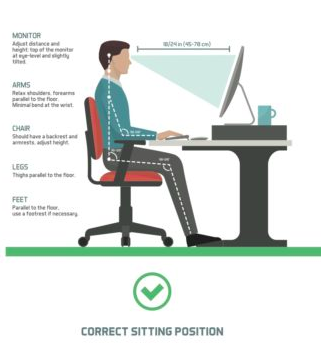 MONITOR
Adjust distance and
height: top of the monitor
at eye-level and slightly
tilted.
18/24 in (45-78 cm)
ARMS
Relax shoulders, forearms
parallel to the floor.
Minimal bend at the wrist.
CHAIR
Should have a backrest and
armrests, adjust height.
LEGS
Thighs parallel to the floor.
FEET
Parallel to the floor,
use a footrest if necessary.
CORRECT SITTING POSITION